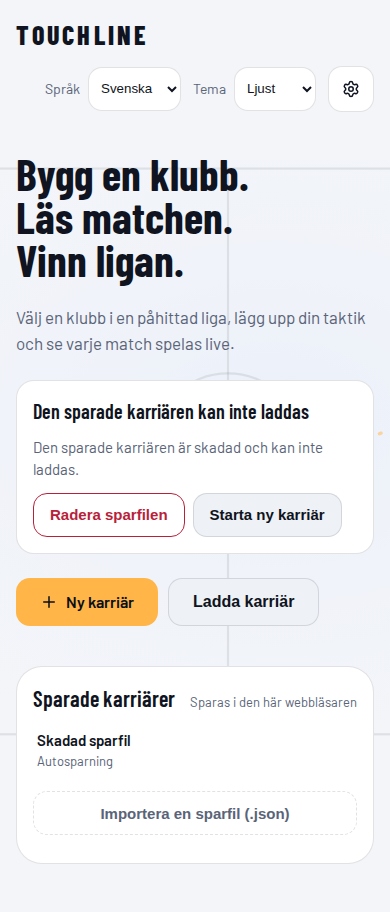 TOUCHLINE
Språk Svenska Tema Ljust
Bygg en klubb.
Läs matchen.
Vinn ligan.
Välj en klubb i en påhittad liga, lägg upp din taktik
och se varje match spelas live.
Den sparade karriären kan inte laddas
Den sparade karriären är skadad och kan inte
laddas.
Radera sparfilen Starta ny karriär
Ny karriär Ladda karriär
Sparade karriärer Sparas i den här webbläsaren
Skadad sparfil
Autosparning
Importera en sparfil (.json)